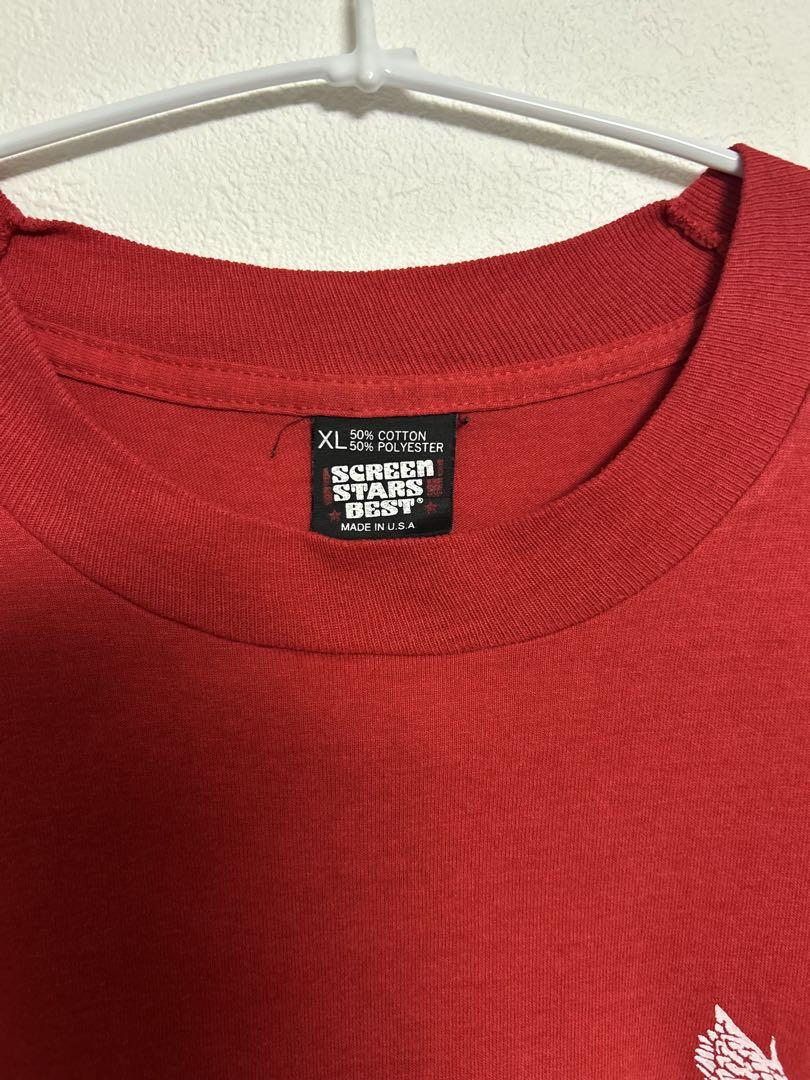 XL 50% COTTON
50% POLYESTER
SCREEn
STARS
BEST®
MADE IN U.S.A